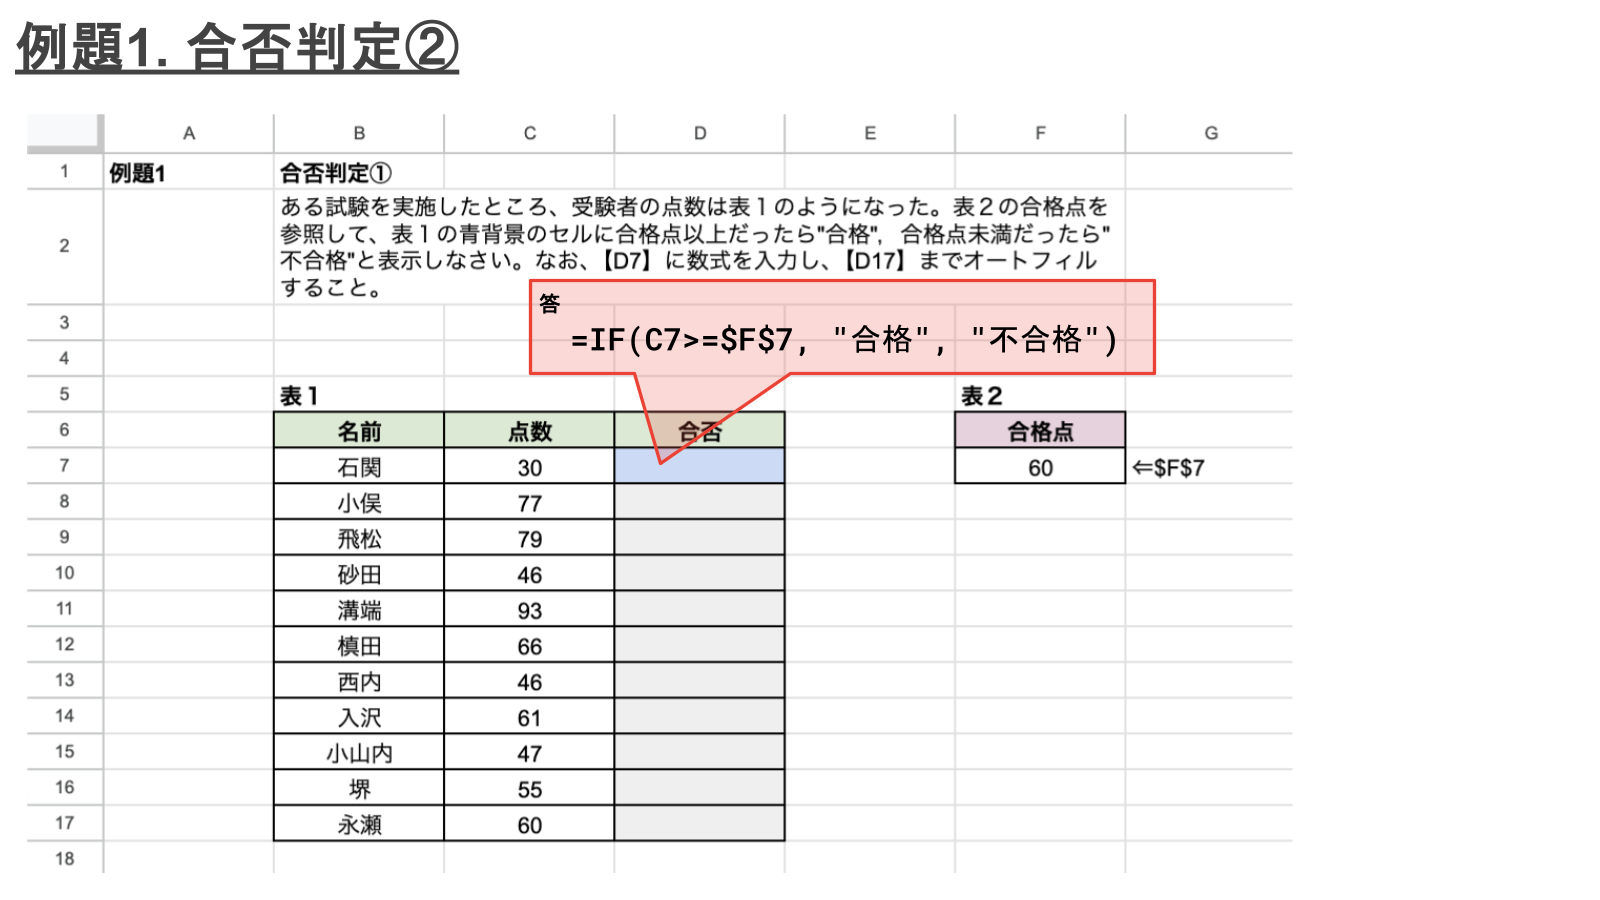 例題1. 合否判定②
A B C D E F G
1 例題1 合否判定①
ある試験を実施したところ、受験者の点数は表１のようになった。表２の合格点を
参照して、表１の青背景のセルに合格点以上だったら"合格", 合格点未満だったら"
2
不合格"と表示しなさい。なお、【D7】に数式を入力し、【D17】までオートフィル
すること。
答
3
=IF(C7>=$F$7, "合格", "不合格")
4
5 表１ 表２
6 名前 点数 合否 合格点
7 石関 30 60 ⇐$F$7
8 小俣 77
9 飛松 79
10 砂田 46
11 溝端 93
12 槙田 66
13 西内 46
14 入沢 61
15 小山内 47
16 堺 55
17 永瀬 60
18